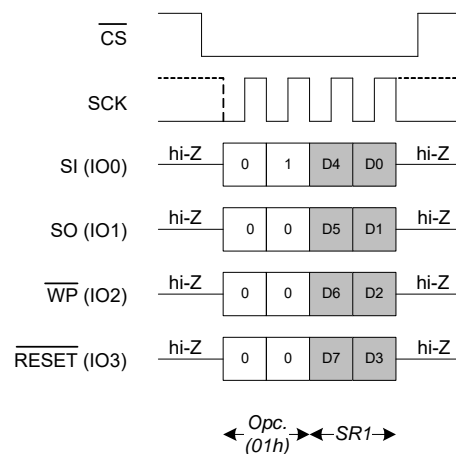 CS
SCK
hi-Z hi-Z
SI (IO0) 0 1 D4 D0
hi-Z hi-Z
SO (IO1) 0 0 D5 D1
hi-Z hi-Z
WP (IO2) 0 0 D6 D2
hi-Z hi-Z
RESET (IO3) 0 0 D7 D3
Opc.
(01h) SR1